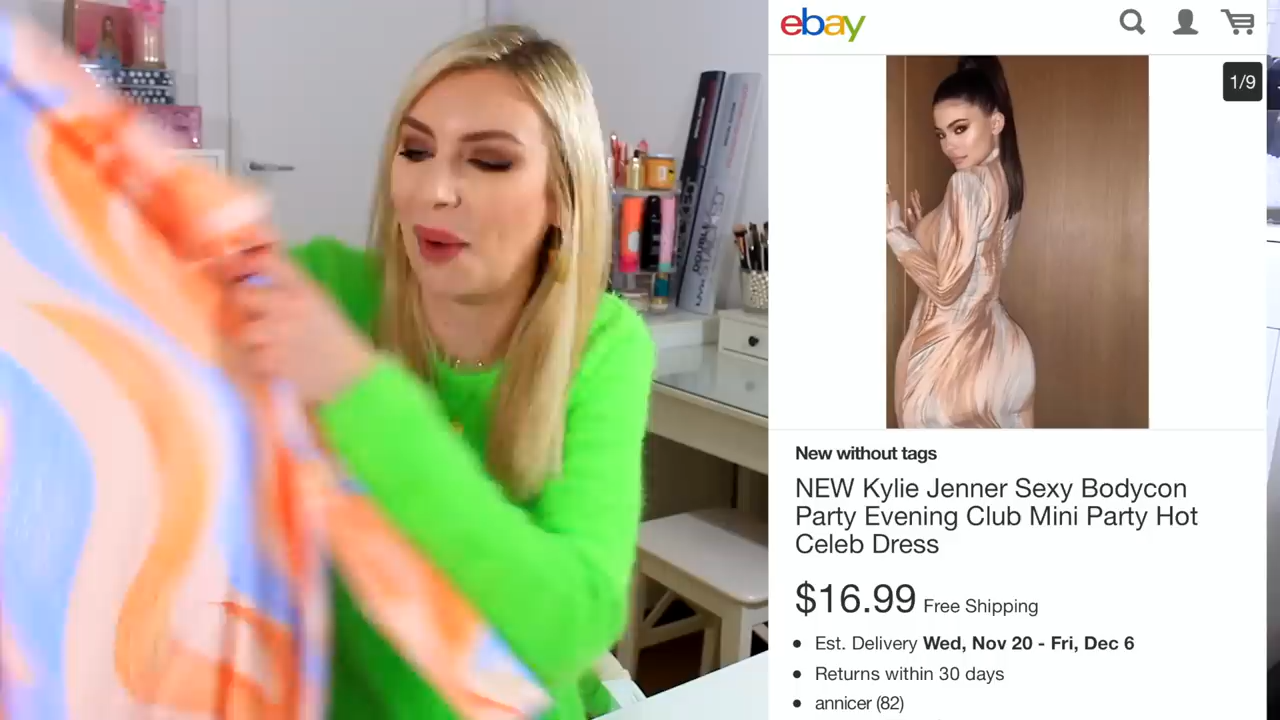 ebay
1/9
New without tags
NEW Kylie Jenner Sexy Bodycon
Party Evening Club Mini Party Hot
Celeb Dress
$16.99 Free Shipping
• Est. Delivery Wed, Nov 20 - Fri, Dec 6
• Returns within 30 days
• annicer (82)